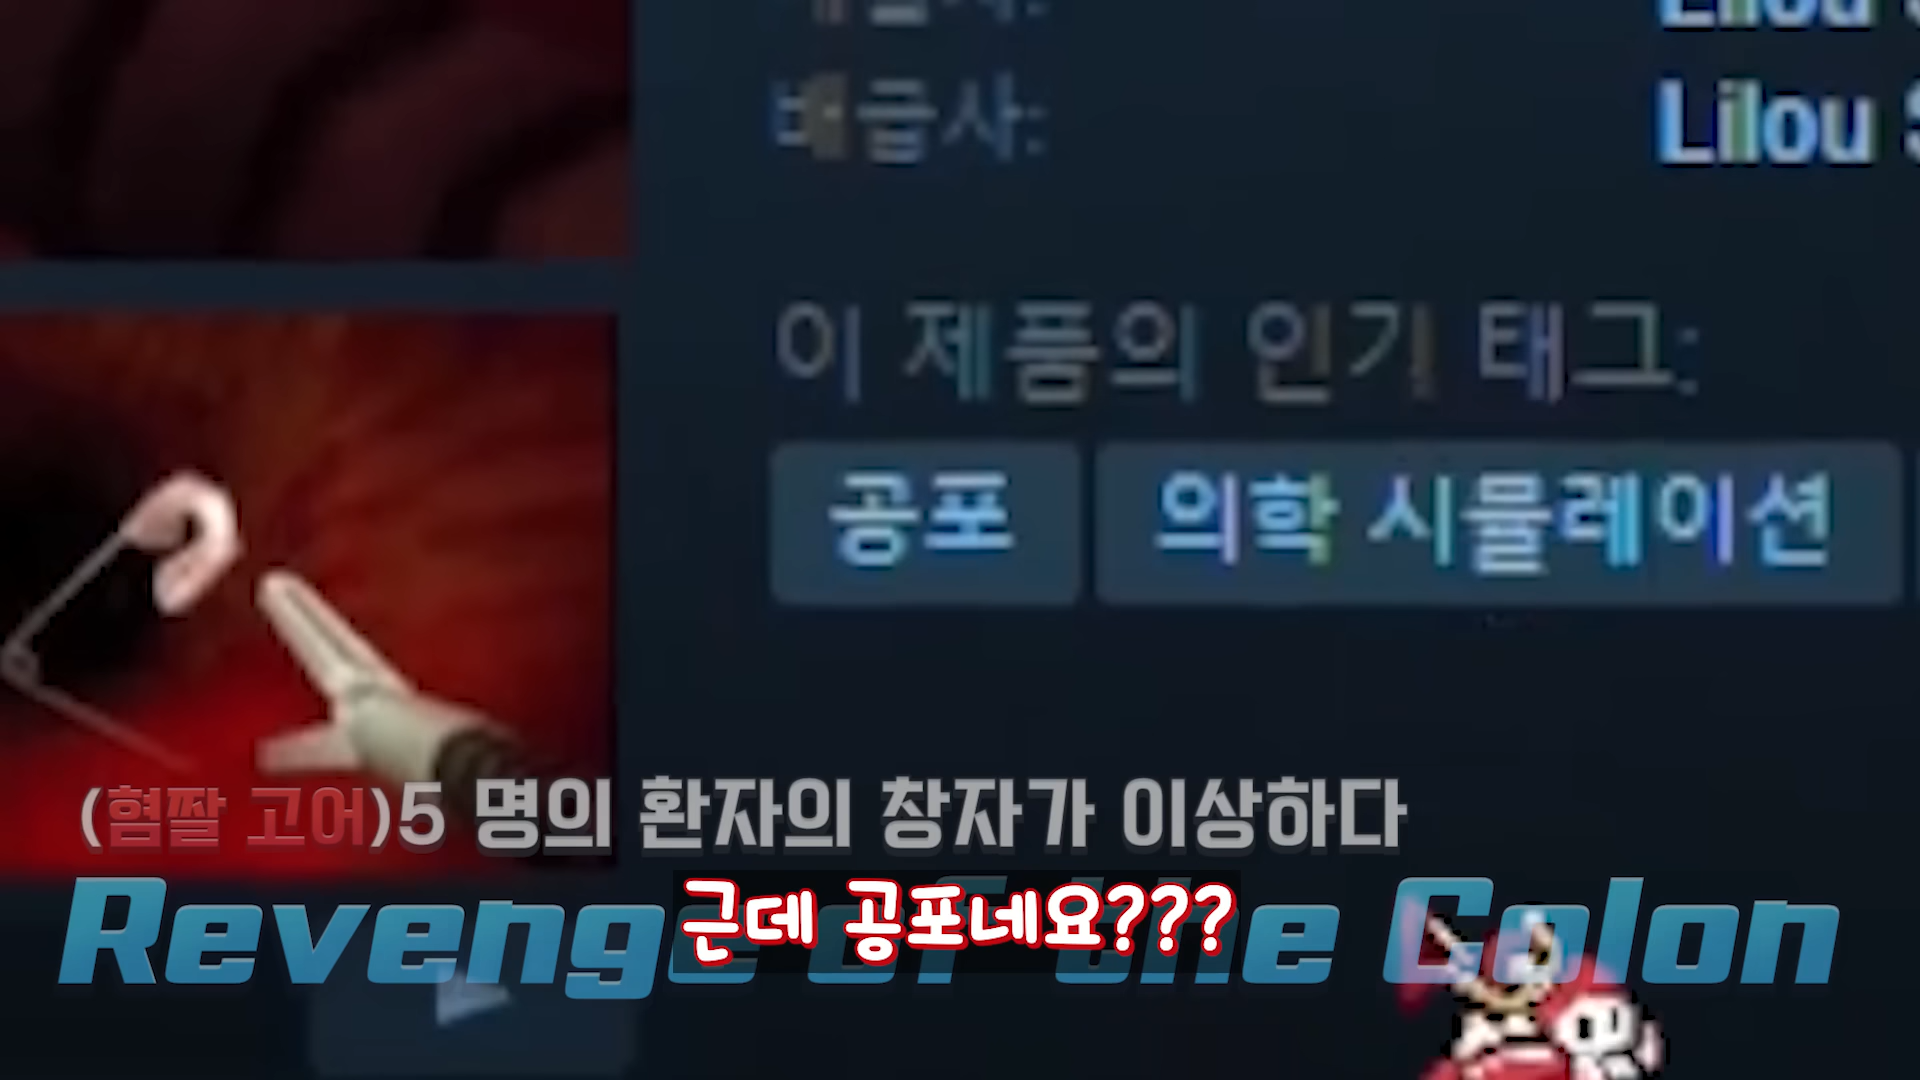 Lilou
배급사:
Lilou
이 제품의 인기 태그:
공포
의학 시뮬레이션
(혐짤 고어)5 명의 환자의 창자가 이상하다
Revenge of the Colon
근데 공포네요???